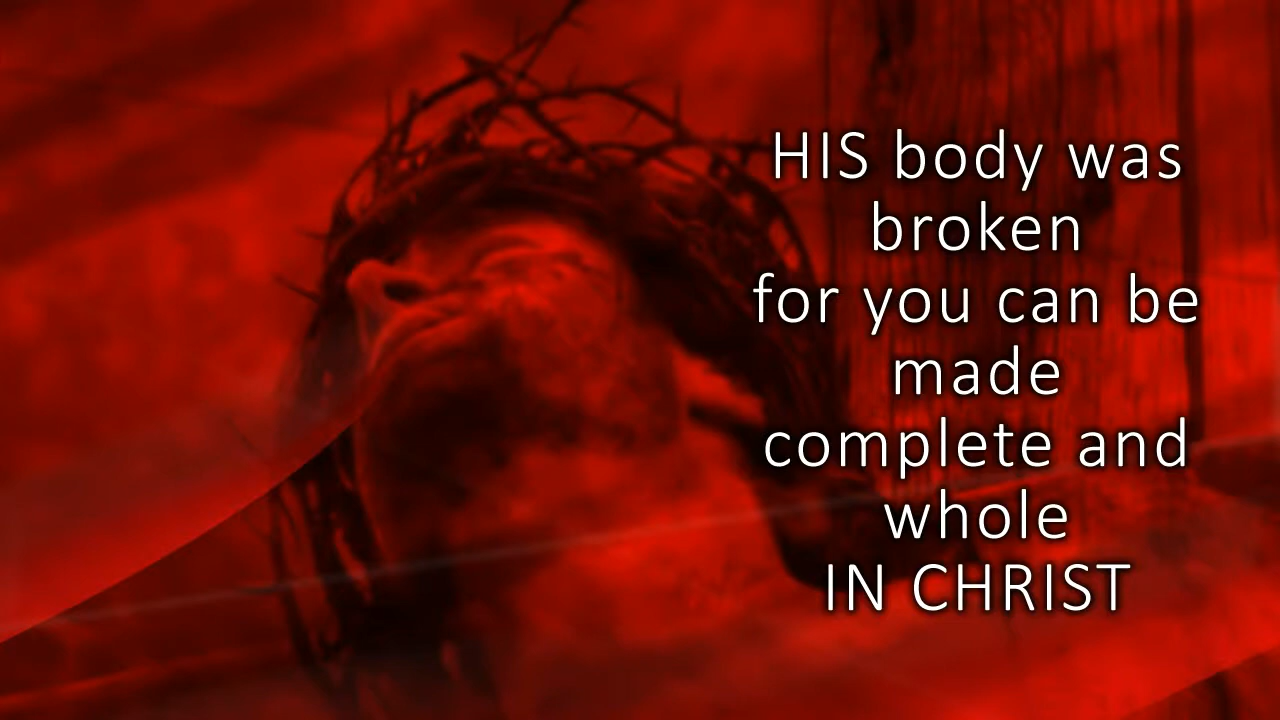 HIS body was
broken
for you can be
made
complete and
whole
IN CHRIST